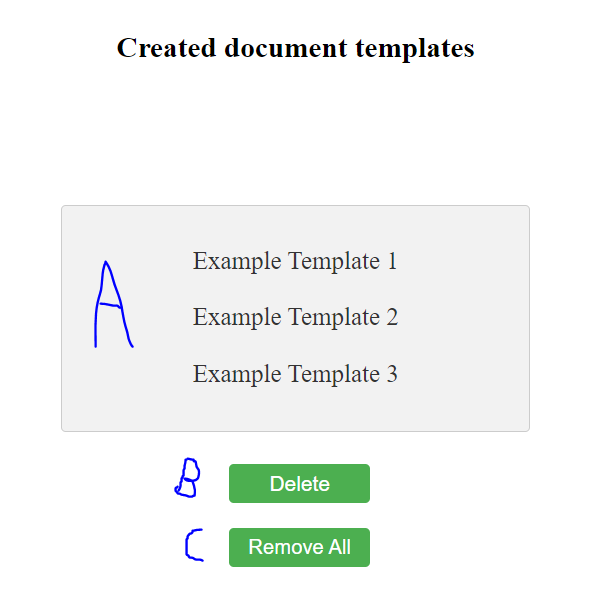 Created document templates
A
Example Template 1
Example Template 2
Example Template 3
B Delete
C Remove All